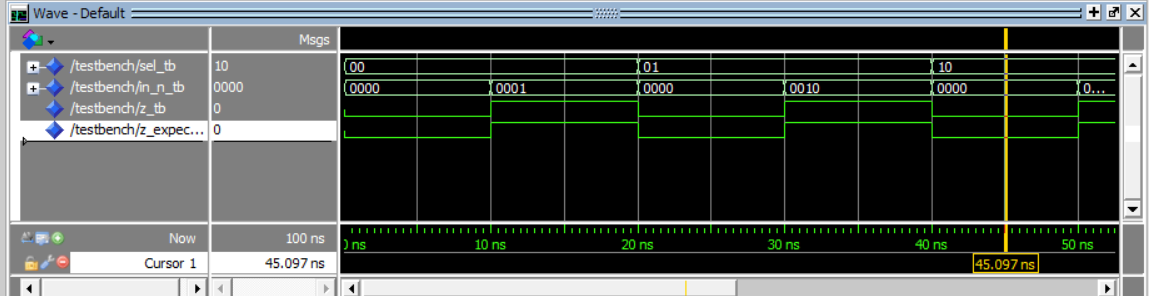 Wave - Default
Msgs
/testbench/sel_tb 10 00 01 10
/testbench/in_n_tb 0000 0000 0001 0000 0010 0000 0...
/testbench/z_tb 0
/testbench/z_expec... 0
Now 100 ns ) ns 10 ns 20 ns 30 ns 40 ns 50 ns
Cursor 1 45.097 ns 45.097 ns